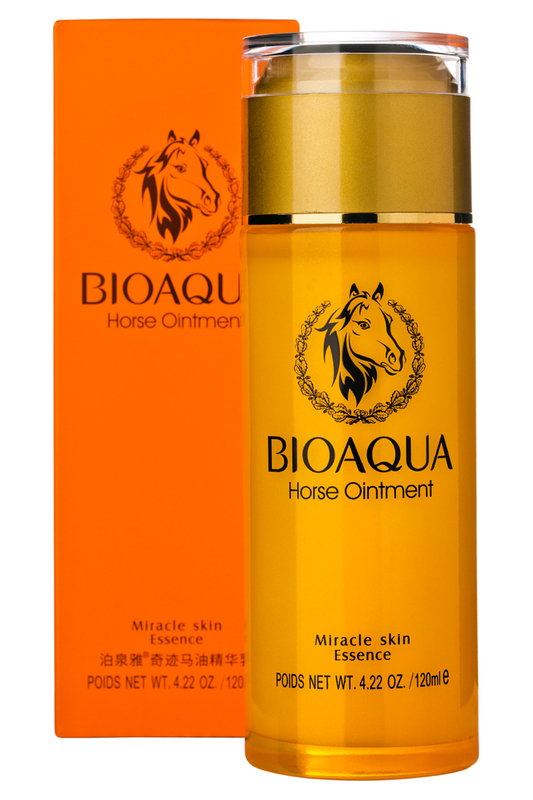 BIOAQU
Horse Ointment
Miracle skin
Essence
泊泉雅®奇迹马油精华
POIDS NET WT. 4.22 OZ. /120
BIOAQUA
Horse Ointment
Miracle skin
Essence
POIDS NET WT. 4.22 OZ. /120ml e